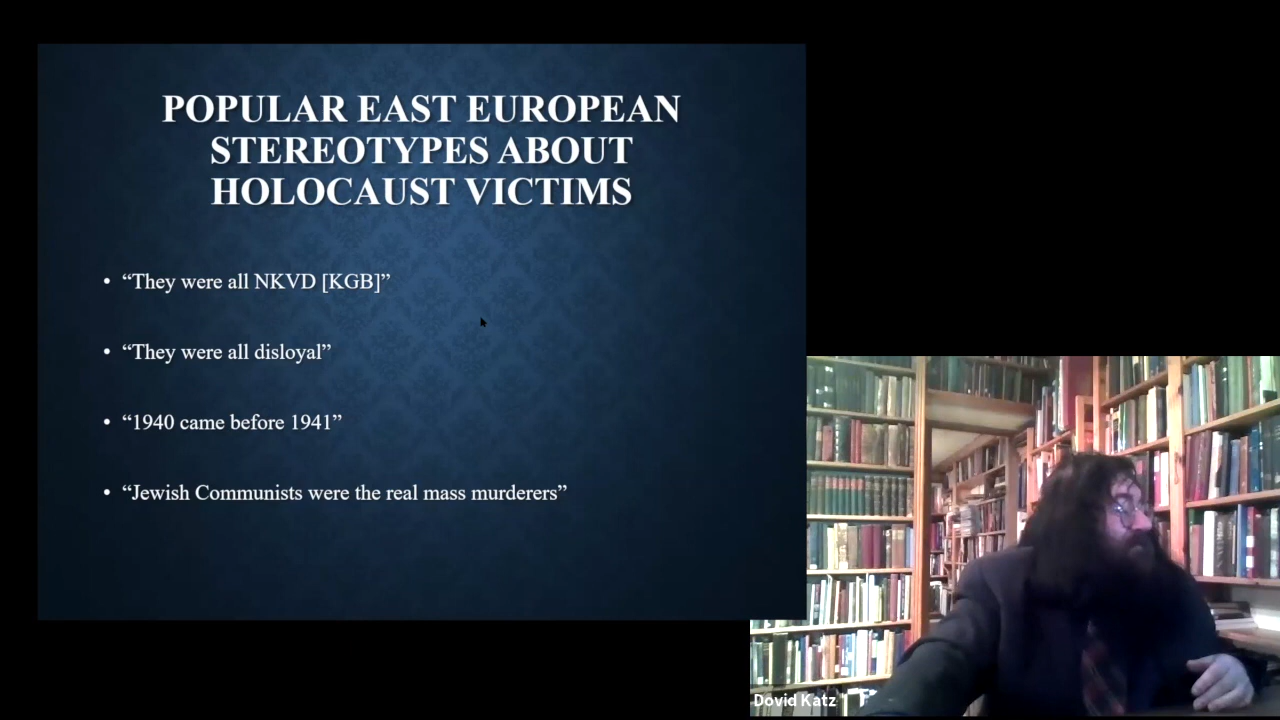 POPULAR EAST EUROPEAN
STEREOTYPES ABOUT
HOLOCAUST VICTIMS
• “They were all NKVD [KGB]”
• “They were all disloyal”
• “1940 came before 1941”
• “Jewish Communists were the real mass murderers”
Dovid Katz